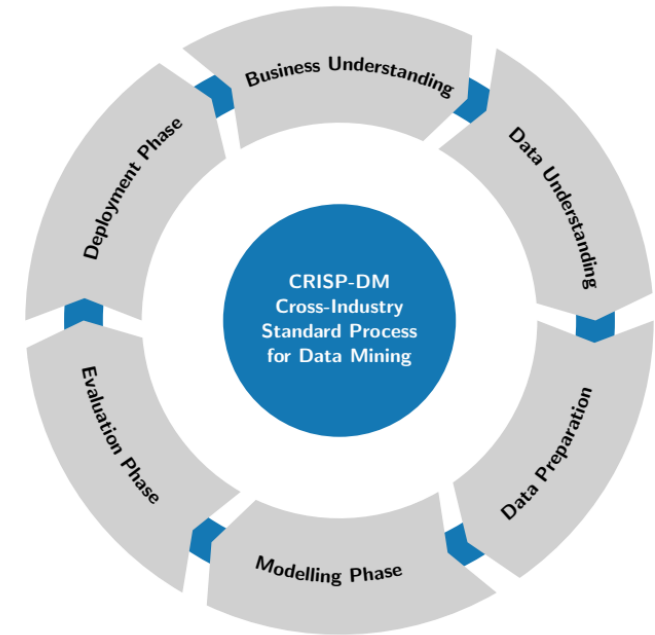 Business Understanding
Data Understanding
Data Preparation
Modelling Phase
Evaluation Phase
Deployment Phase
CRISP-DM
Cross-Industry
Standard Process
for Data Mining